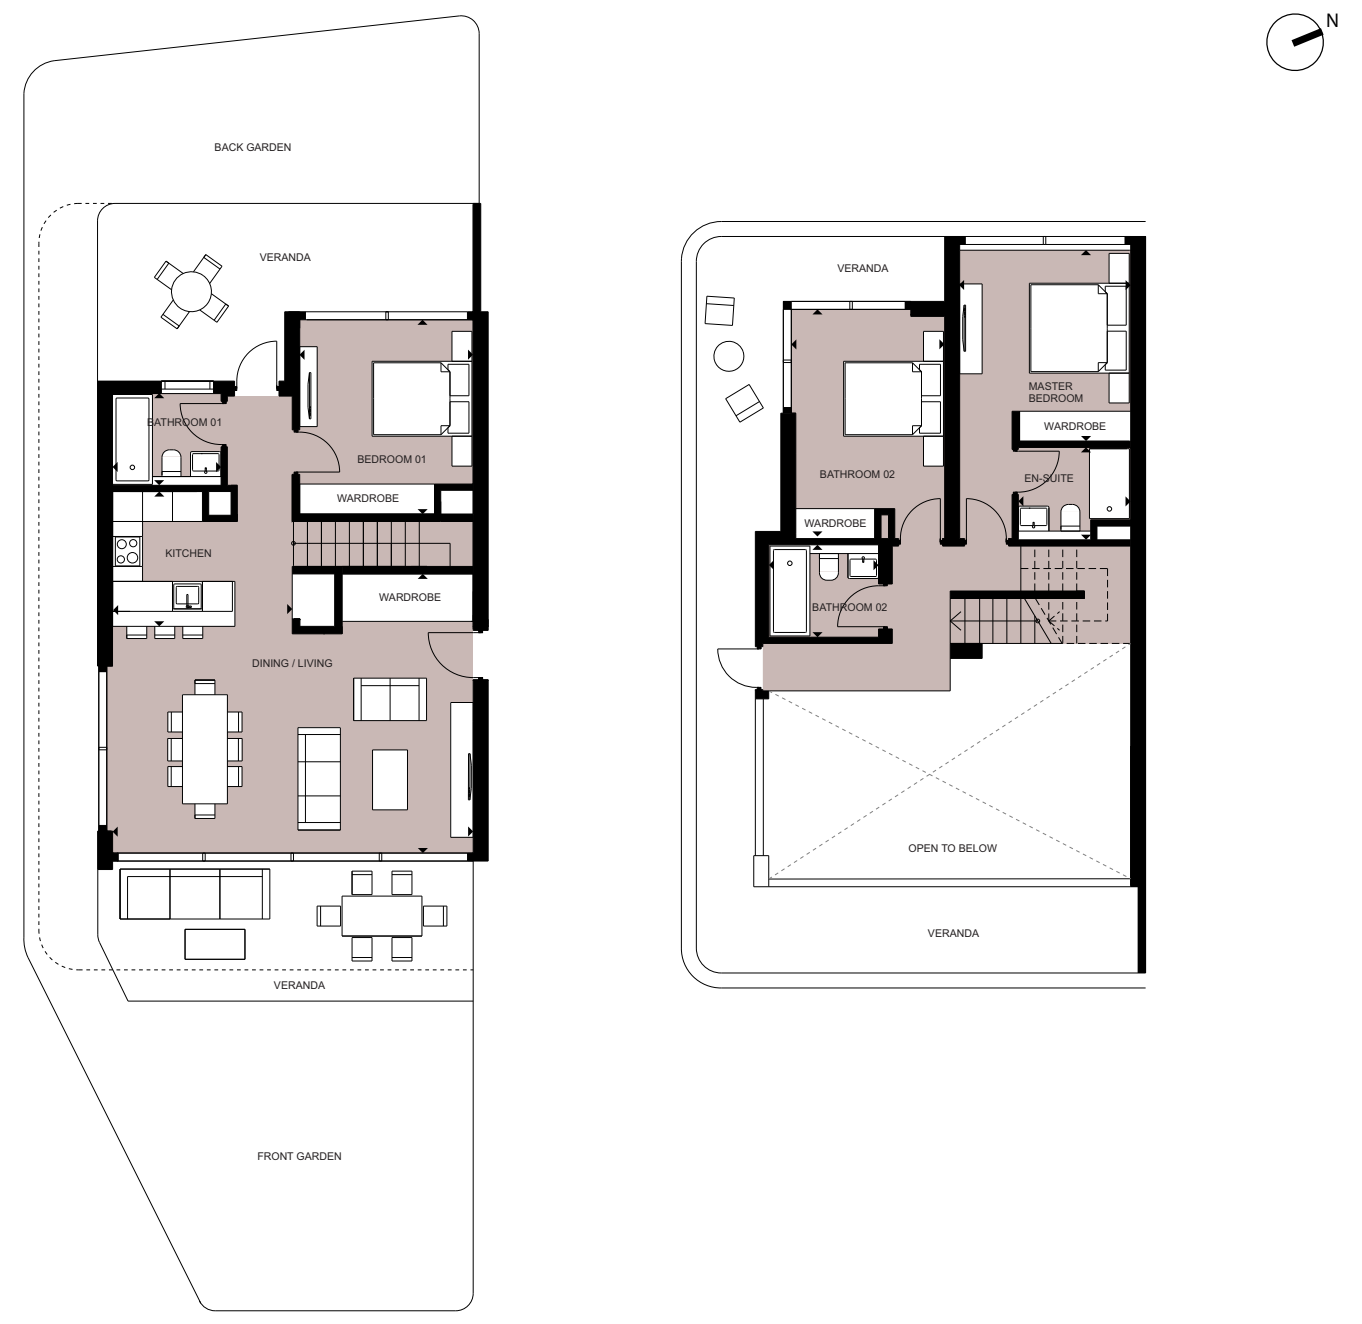 N
BACK GARDEN
VERANDA
BATHROOM 01
BEDROOM 01
WARDROBE
KITCHEN
WARDROBE
DINING / LIVING
VERANDA
FRONT GARDEN
VERANDA
MASTER
BEDROOM
WARDROBE
BATHROOM 02
EN-SUITE
WARDROBE
BATHROOM 02
OPEN TO BELOW
VERANDA